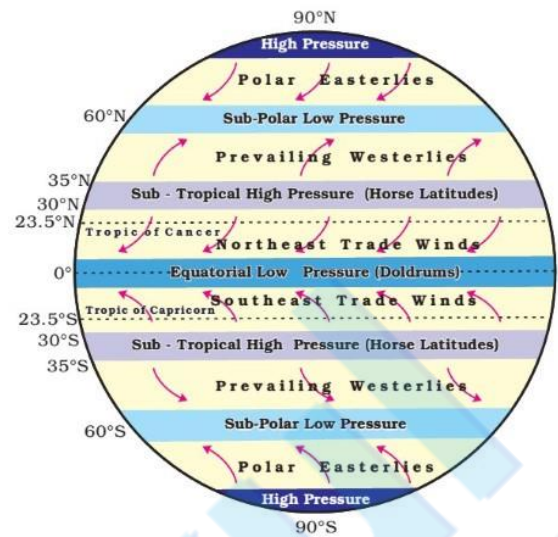 90°N
High Pressure
Polar Easterlies
60°N
Sub-Polar Low Pressure
Prevailing Westerlies
35°N
Sub - Tropical High Pressure (Horse Latitudes)
30°N
23.5°N
Tropic of Cancer
Northeast Trade Winds
0°
Equatorial Low Pressure (Doldrums)
Southeast Trade Winds
Tropic of Capricorn
23.5°S
30°S
Sub - Tropical High Pressure (Horse Latitudes)
35°S
Prevailing Westerlies
60°S
Sub-Polar Low Pressure
Polar Easterlies
High Pressure
90°S